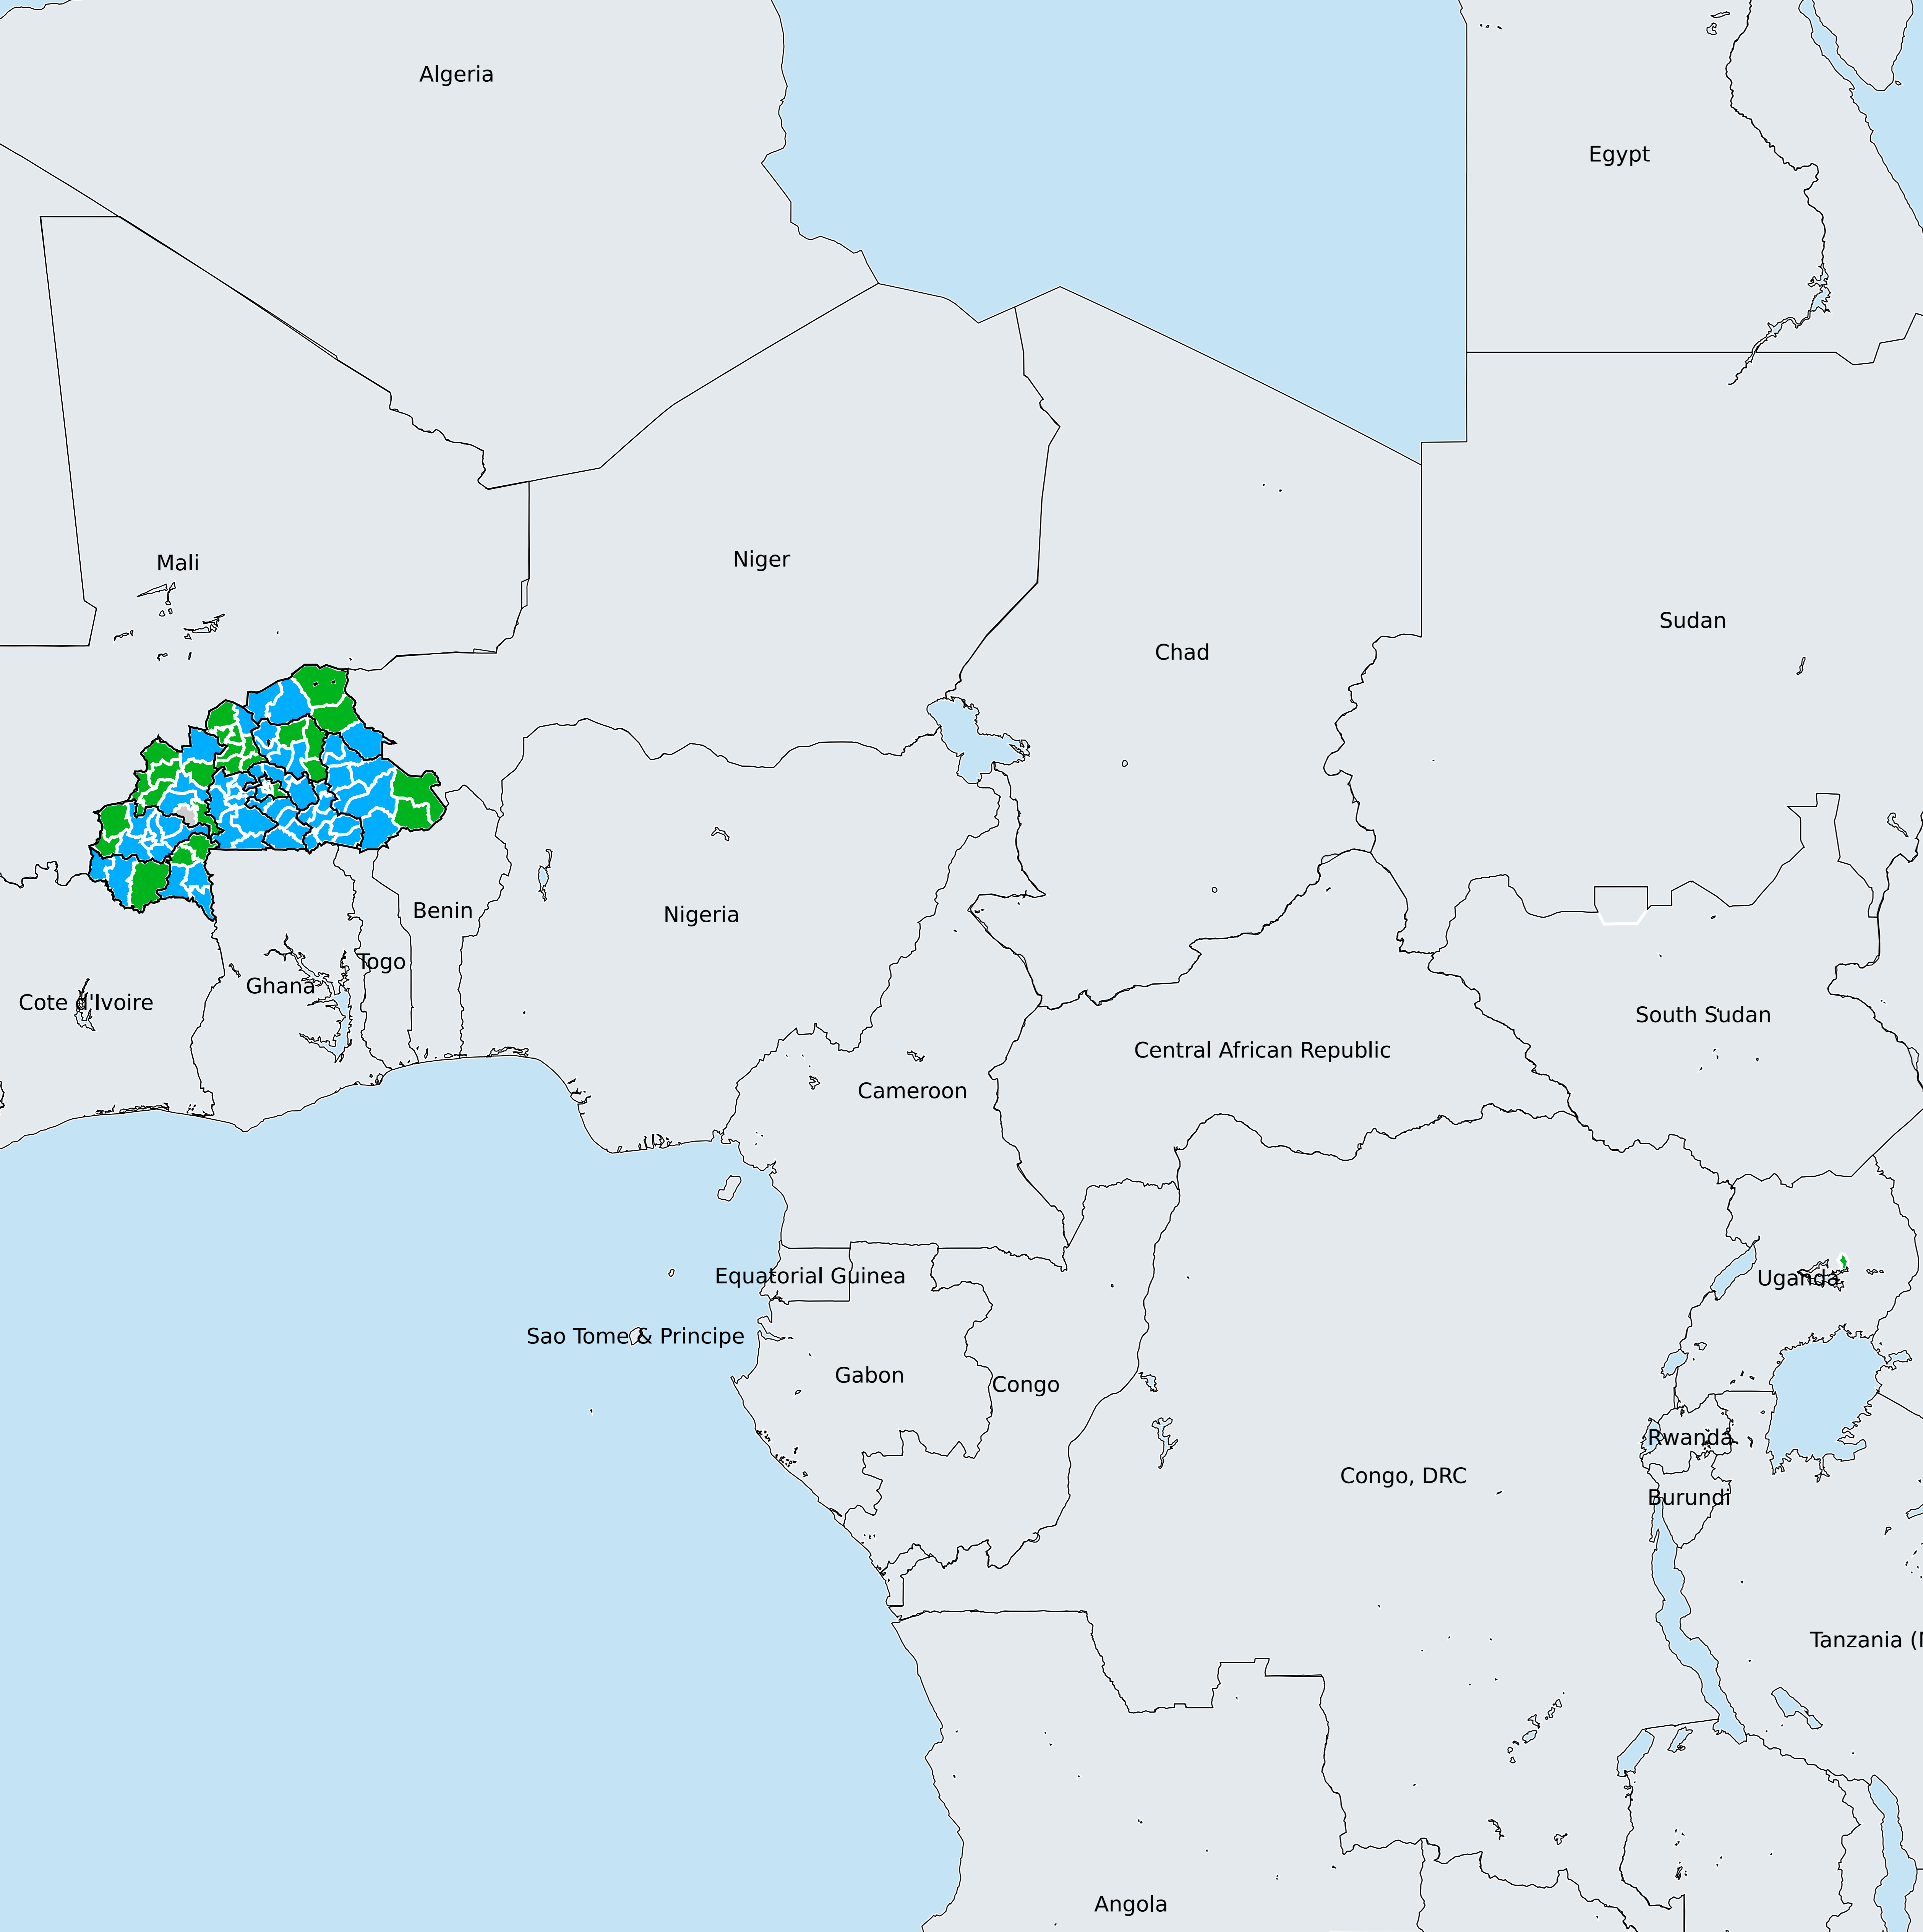 Algeria
Egypt
Mali
Niger
Sudan
Chad
Benin
Nigeria
Togo
Ghana
Cote d'Ivoire
South Sudan
Central African Republic
Cameroon
Equatorial Guinea
Uganda
Sao Tome & Principe
Gabon
Congo
Rwanda
Congo, DRC
Burundi
Tanzania (
Angola